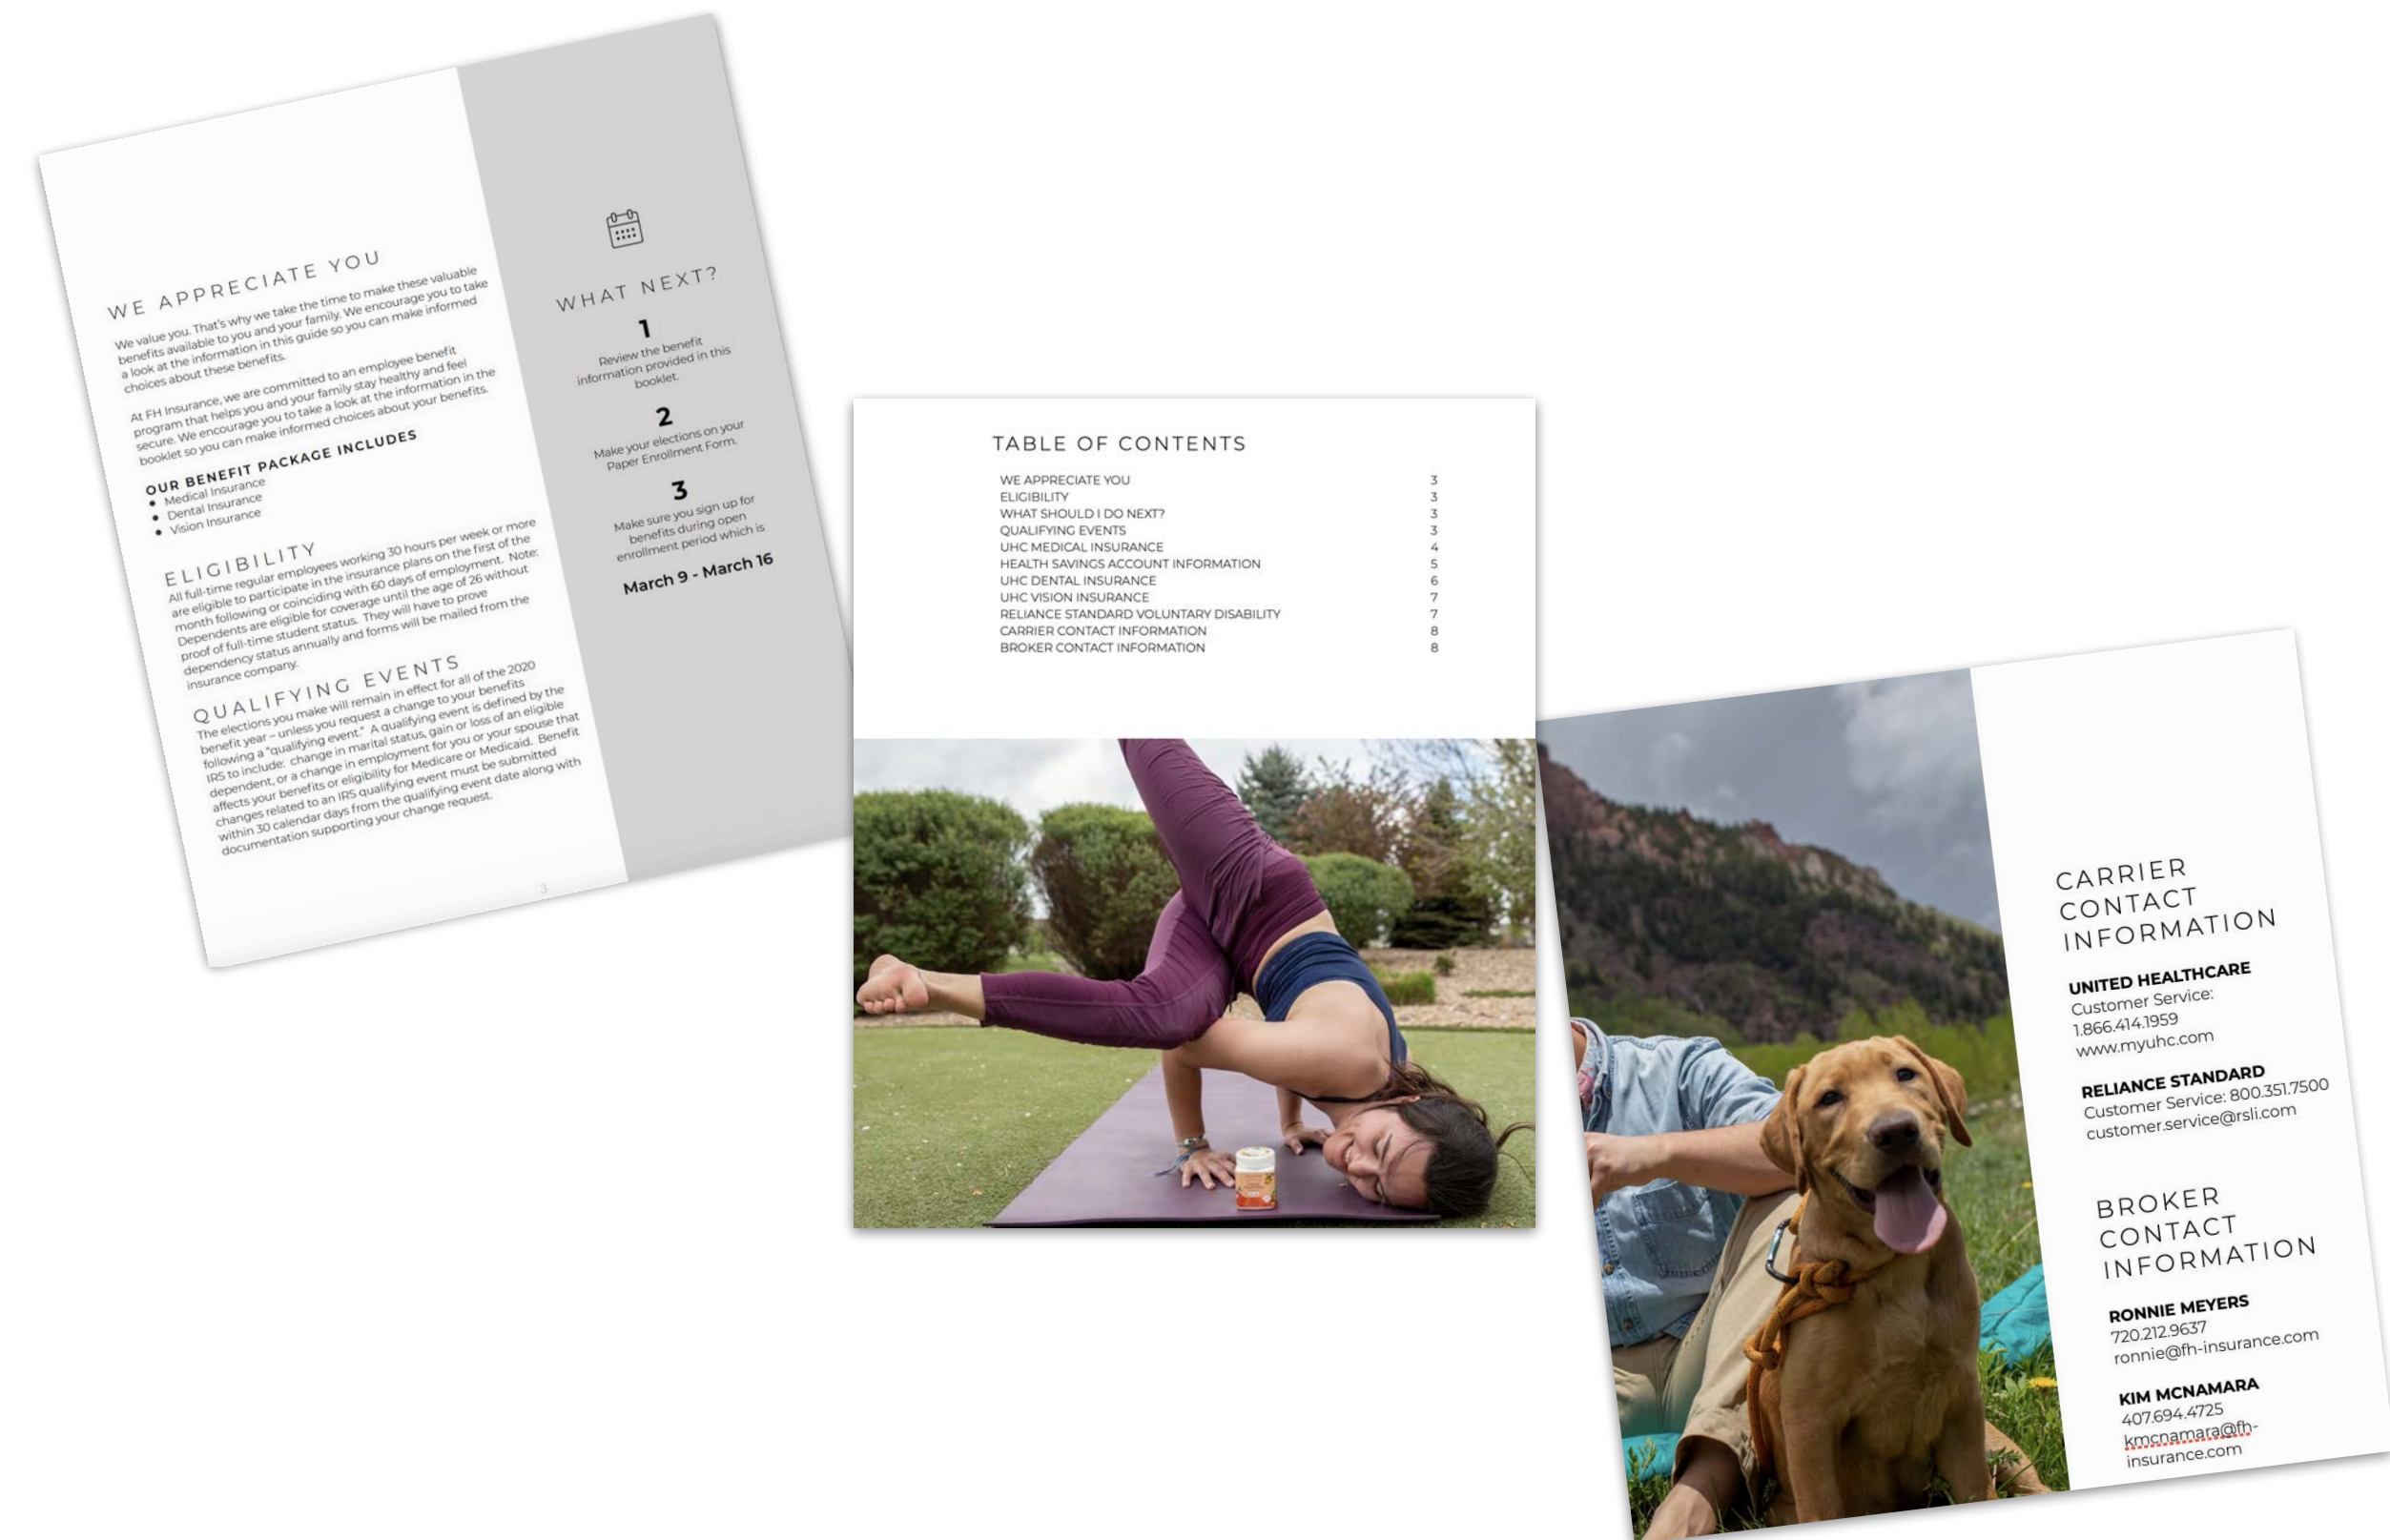 WE APPRECIATE YOU
We value you. That's why we take the time to make these valuable
benefits available to you and your family. We encourage you to take
a look at the information in this guide so you can make informed
choices about these benefits.
At FH Insurance, we are committed to an employee benefit
program that helps you and your family stay healthy and feel
secure. We encourage you to take a look at the information in the
booklet so you can make informed choices about your benefits.
OUR BENEFIT PACKAGE INCLUDES
• Medical Insurance
• Dental Insurance
• Vision Insurance
ELIGIBILITY
All full-time regular employees working 30 hours per week or more
are eligible to participate in the insurance plans on the first of the
month following or coinciding with 60 days of employment. Note:
Dependents are eligible for coverage until the age of 26 without
proof of full-time student status. They will have to prove
dependency status annually and forms will be mailed from the
insurance company.
QUALIFYING EVENTS
The elections you make will remain in effect for all of the 2020
benefit year – unless you request a change to your benefits
following a "qualifying event." A qualifying event is defined by the
IRS to include: change in marital status, gain or loss of an eligible
dependent, or a change in employment for you or your spouse that
affects your benefits or eligibility for Medicare or Medicaid. Benefit
changes related to an IRS qualifying event must be submitted
within 30 calendar days from the qualifying event date along with
documentation supporting your change request.
3
WHAT NEXT?
1
Review the benefit
information provided in this
booklet.
2
Make your elections on your
Paper Enrollment Form.
3
Make sure you sign up for
benefits during open
enrollment period which is
March 9 - March 16
TABLE OF CONTENTS
WE APPRECIATE YOU 3
ELIGIBILITY 3
WHAT SHOULD I DO NEXT? 3
QUALIFYING EVENTS 3
UHC MEDICAL INSURANCE 4
HEALTH SAVINGS ACCOUNT INFORMATION 5
UHC DENTAL INSURANCE 6
UHC VISION INSURANCE 7
RELIANCE STANDARD VOLUNTARY DISABILITY 7
CARRIER CONTACT INFORMATION 8
BROKER CONTACT INFORMATION 8
CARRIER
CONTACT
INFORMATION
UNITED HEALTHCARE
Customer Service:
1.866.414.1959
www.myuhc.com
RELIANCE STANDARD
Customer Service: 800.351.7500
customer.service@rsli.com
BROKER
CONTACT
INFORMATION
RONNIE MEYERS
720.212.9637
ronnie@fh-insurance.com
KIM MCNAMARA
407.694.4725
kmcnamara@fh-
insurance.com